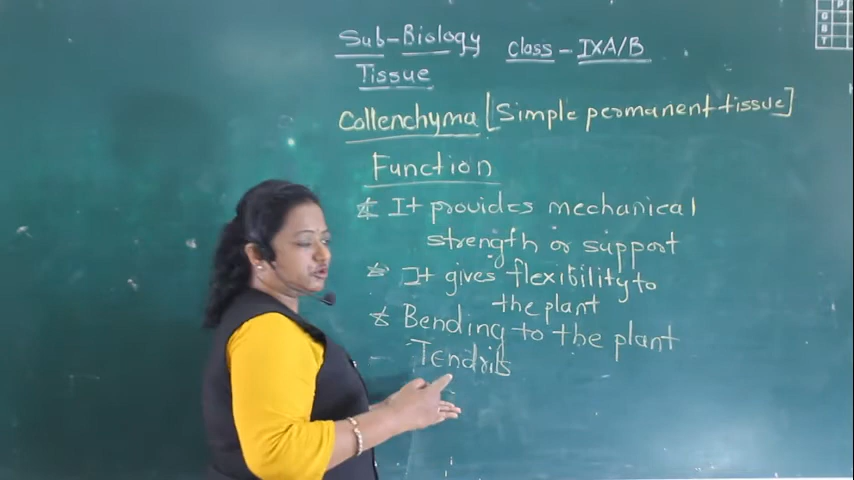 Sub-Biology Class - IXA/B
Tissue
Collenchyma [Simple permanent tissue]
Function
It provides mechanical
strength or support
It gives flexibility to
the plant
Bending to the plant
Tendrils
P
G
B
T